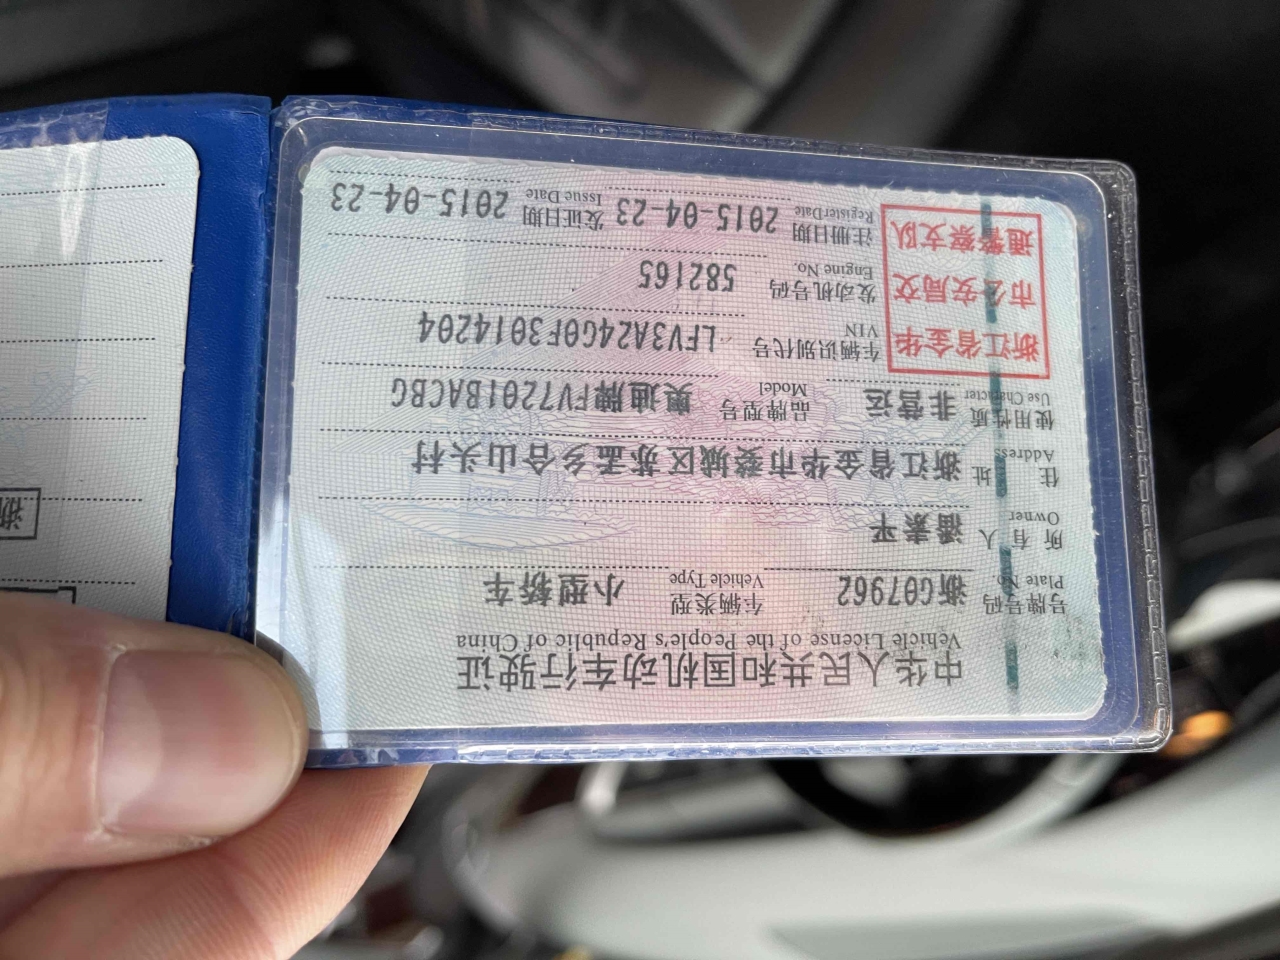 中华人民共和国机动车行驶证
Vehicle License of the People's Republic of China
号牌号码 浙G07962 车辆类型 小型轿车
Plate No. Vehicle Type
所有人 潘素平
Owner
住址 浙江省金华市婺城区苏孟乡合山头村
Address
使用性质 非营运 品牌型号 奥迪牌FV7201BACBG
Use Character Model
浙江省金华
市公安局交
通警察支队
车辆识别代号 LFV3A24G0F3014204
VIN
发动机号码 582165
Engine No.
注册日期 2015-04-23 发证日期 2015-04-23
RegisterDate Issue Date
浙